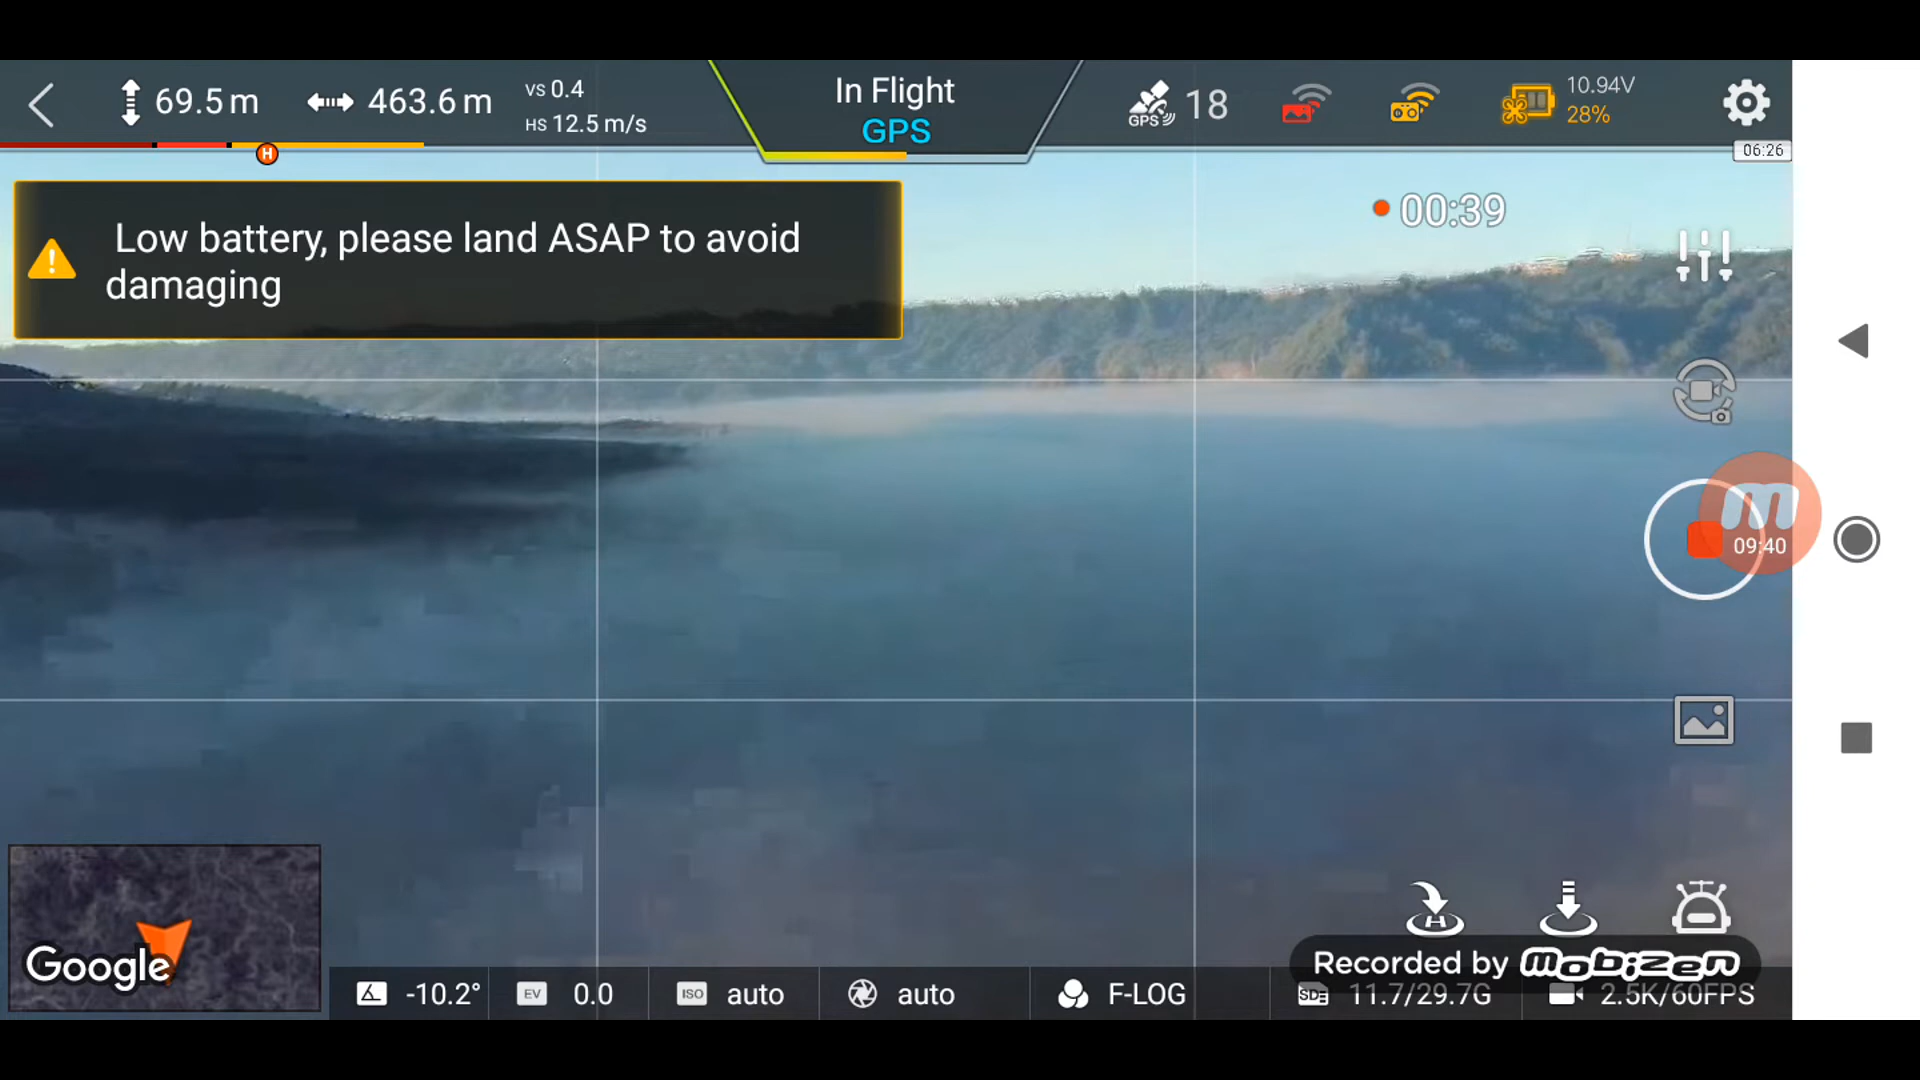 69.5 m
463.6 m
VS 0.4
HS 12.5 m/s
In Flight
GPS
GPS
18
10.94V
28%
06:26
H
Low battery, please land ASAP to avoid
damaging
00:39
m
09:40
H
Google
Recorded by Mobizen
-10.2°
EV 0.0
ISO auto
auto
F-LOG
SD 11.7/29.7G
2.5K/60FPS